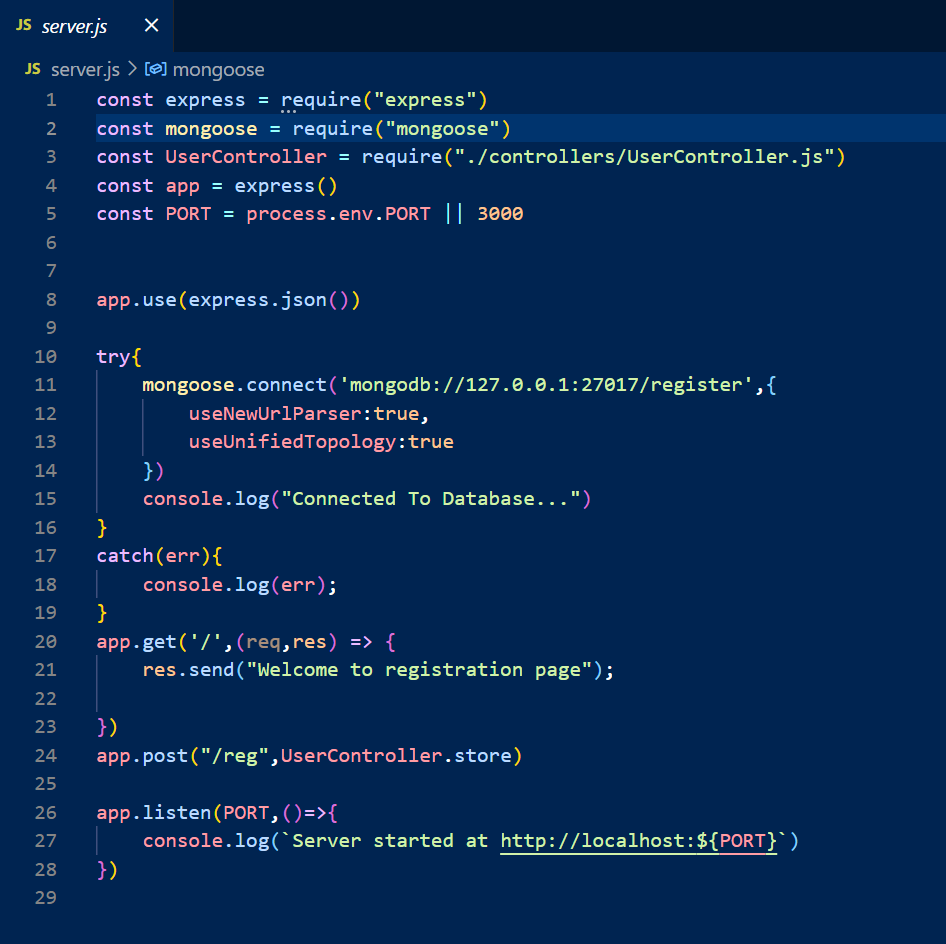 JS server.js ×
JS server.js > mongoose
1 const express = require("express")
2 const mongoose = require("mongoose")
3 const UserController = require("./controllers/UserController.js")
4 const app = express()
5 const PORT = process.env.PORT || 3000
6
7
8 app.use(express.json())
9
10 try{
11     mongoose.connect('mongodb://127.0.0.1:27017/register',{
12         useNewUrlParser:true,
13         useUnifiedTopology:true
14     })
15     console.log("Connected To Database...")
16 }
17 catch(err){
18     console.log(err);
19 }
20 app.get('/',(req,res) => {
21     res.send("Welcome to registration page");
22
23 })
24 app.post("/reg",UserController.store)
25
26 app.listen(PORT,()=>{
27     console.log(`Server started at http://localhost:${PORT}`)
28 })
29